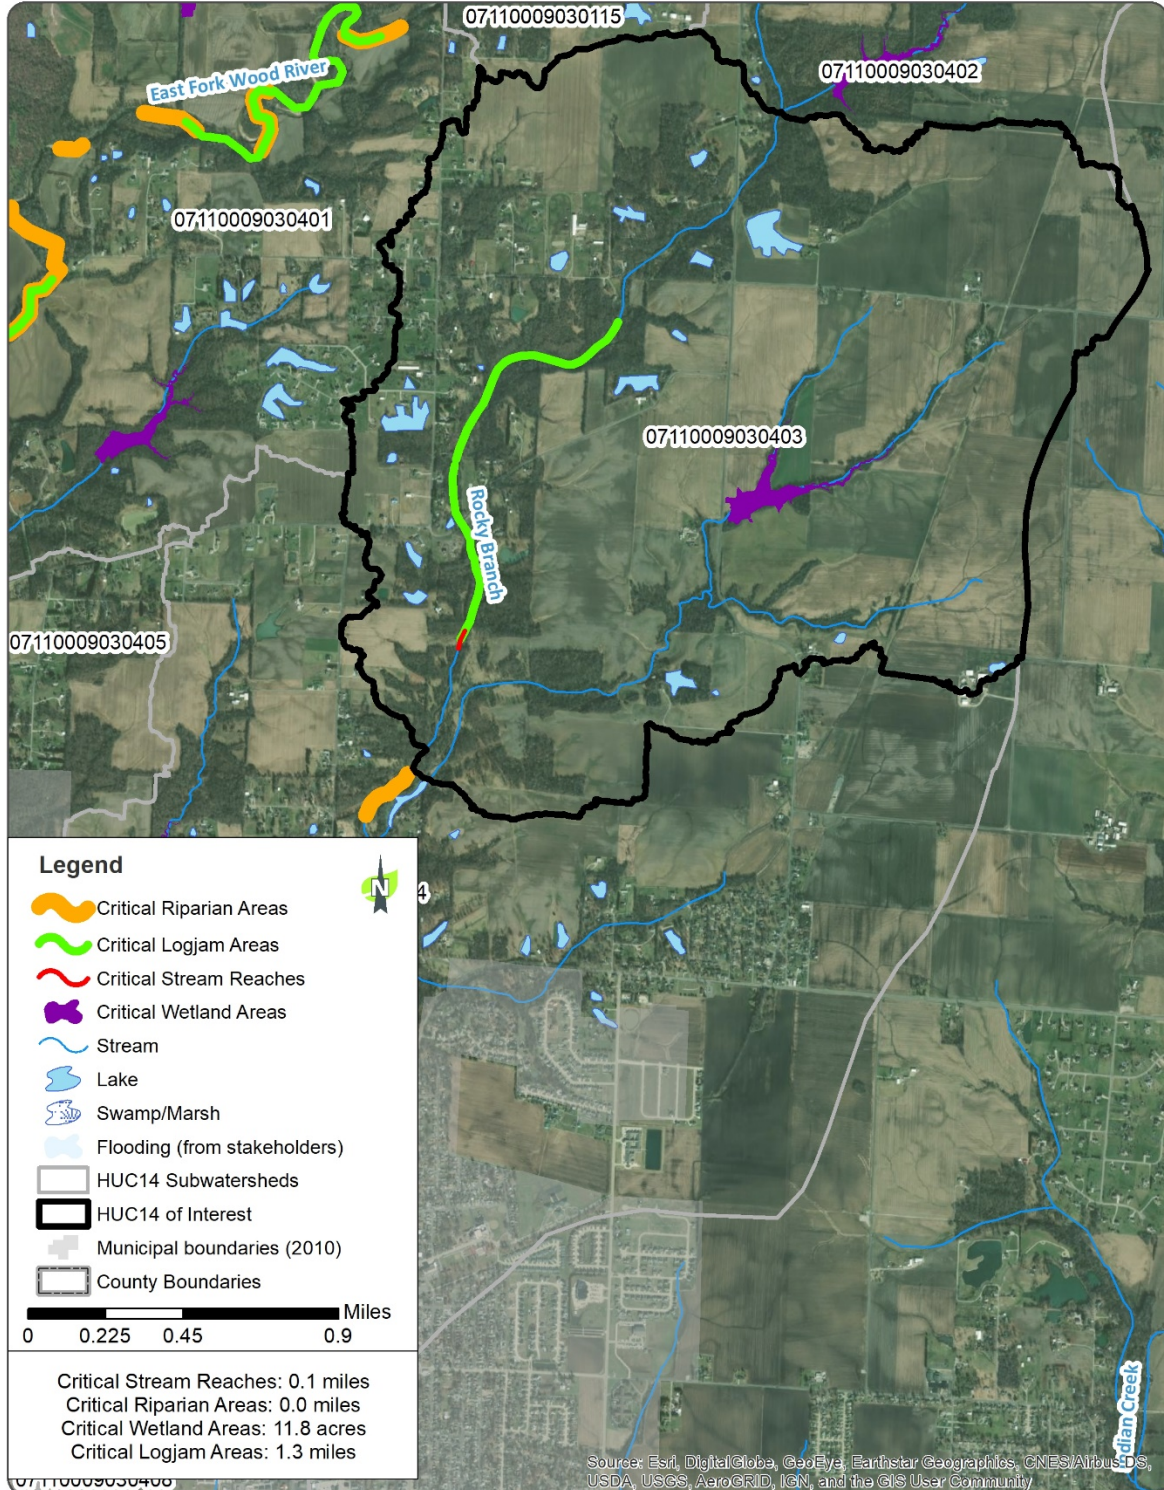 07110009030115
07110009030402
East Fork Wood River
07110009030401
07110009030403
Rocky Branch
07110009030405
4
Legend
N
Critical Riparian Areas
Critical Logjam Areas
Critical Stream Reaches
Critical Wetland Areas
Stream
Lake
Swamp/Marsh
Flooding (from stakeholders)
HUC14 Subwatersheds
HUC14 of Interest
Municipal boundaries (2010)
County Boundaries
Miles
0 0.225 0.45 0.9
Critical Stream Reaches: 0.1 miles
Critical Riparian Areas: 0.0 miles
Critical Wetland Areas: 11.8 acres
Critical Logjam Areas: 1.3 miles
Indian Creek
Source: Esri, DigitalGlobe, GeoEye, Earthstar Geographics, CNES/Airbus DS,
USDA, USGS, AeroGRID, IGN, and the GIS User Community